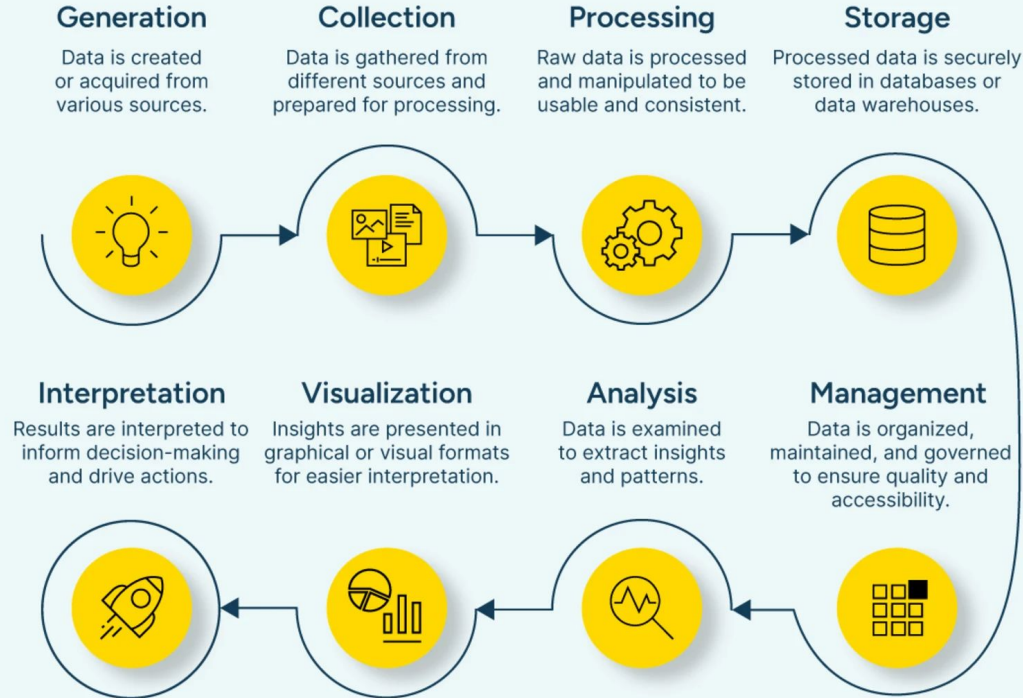 Generation
Data is created
or acquired from
various sources.
Collection
Data is gathered from
different sources and
prepared for processing.
Processing
Raw data is processed
and manipulated to be
usable and consistent.
Storage
Processed data is securely
stored in databases or
data warehouses.
Interpretation
Results are interpreted to
inform decision-making
and drive actions.
Visualization
Insights are presented in
graphical or visual formats
for easier interpretation.
Analysis
Data is examined
to extract insights
and patterns.
Management
Data is organized,
maintained, and governed
to ensure quality and
accessibility.